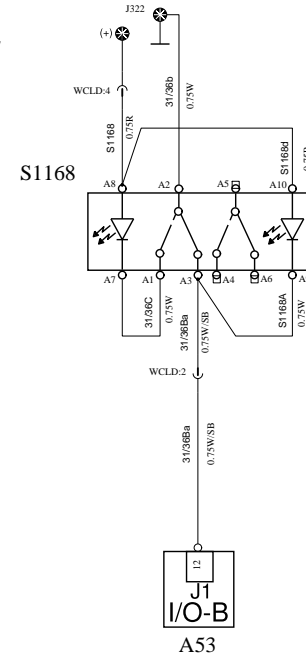 J322
(+)
WCLD:4
31/36b
0.75W
S1168
0.75R
S1168d
S1168
A8
A2
A5
A10
A7
A1
A3
A4
A6
31/36C
0.75W
31/36Ba
0.75W/SB
S1168A
0.75W
WCLD:2
31/36Ba
0.75W/SB
12
J1
I/O-B
A53